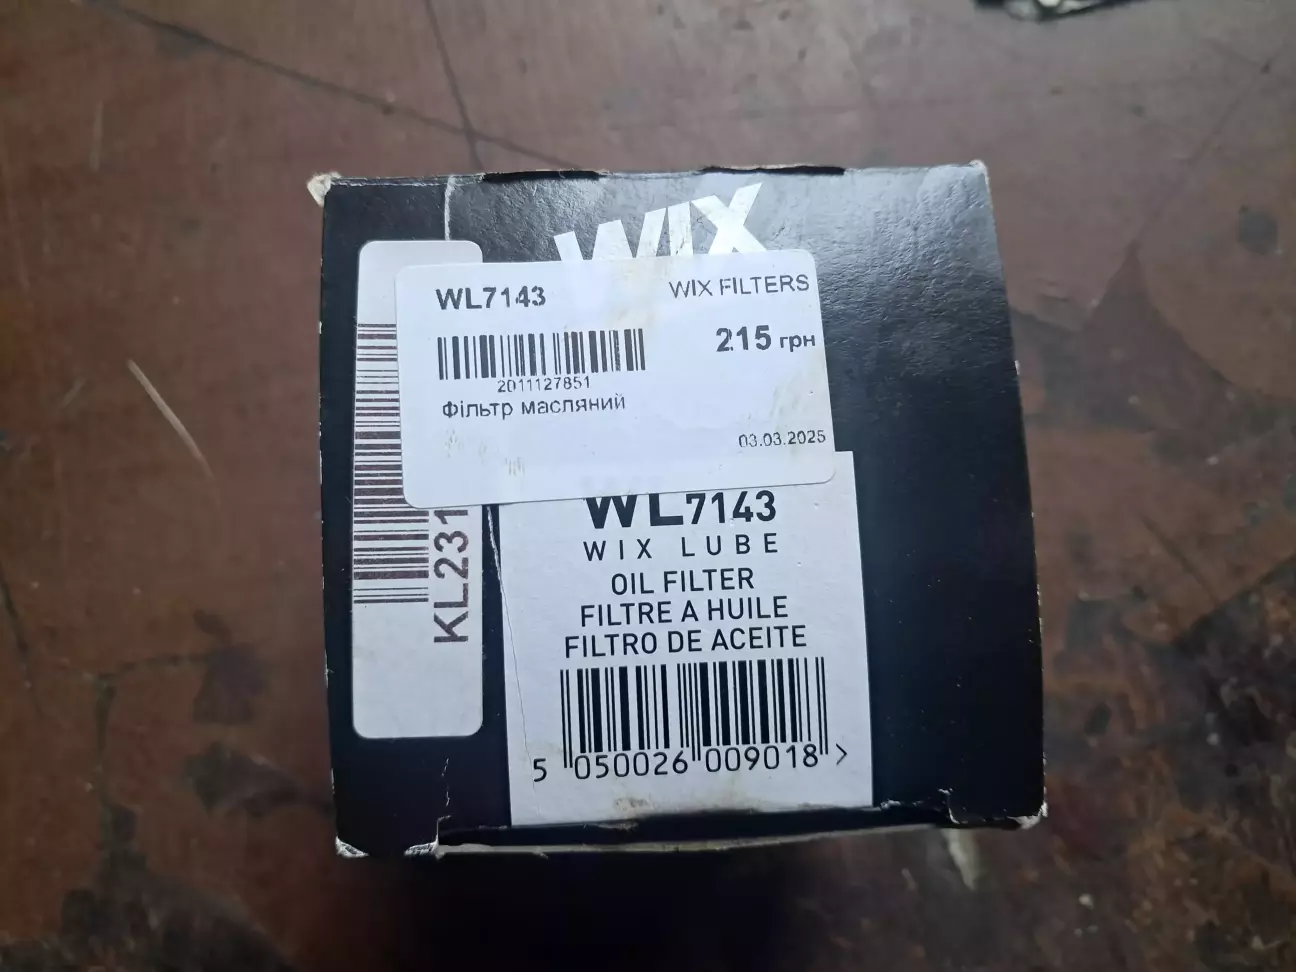 WIX
WL7143
WIX FILTERS
215 грн
2011127851
Фільтр масляний
03.03.2025
KL231
WL7143
WIX LUBE
OIL FILTER
FILTRE A HUILE
FILTRO DE ACEITE
5 050026 009018 >